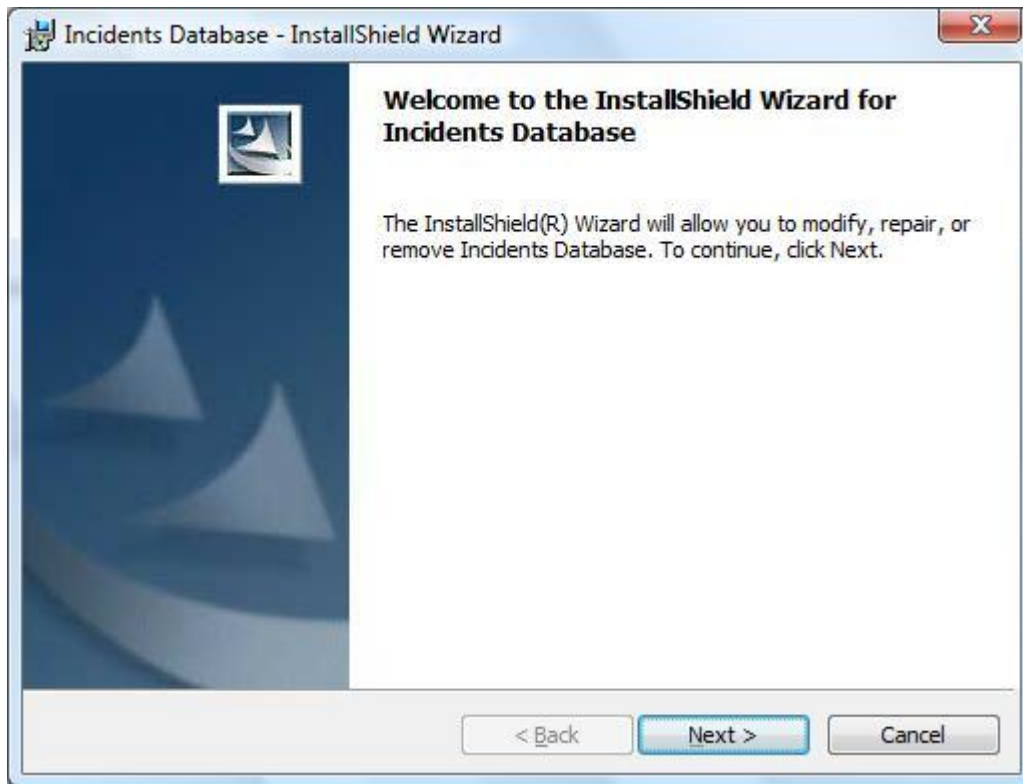 Incidents Database - InstallShield Wizard
Welcome to the InstallShield Wizard for
Incidents Database
The InstallShield(R) Wizard will allow you to modify, repair, or
remove Incidents Database. To continue, click Next.
< Back
Next >
Cancel